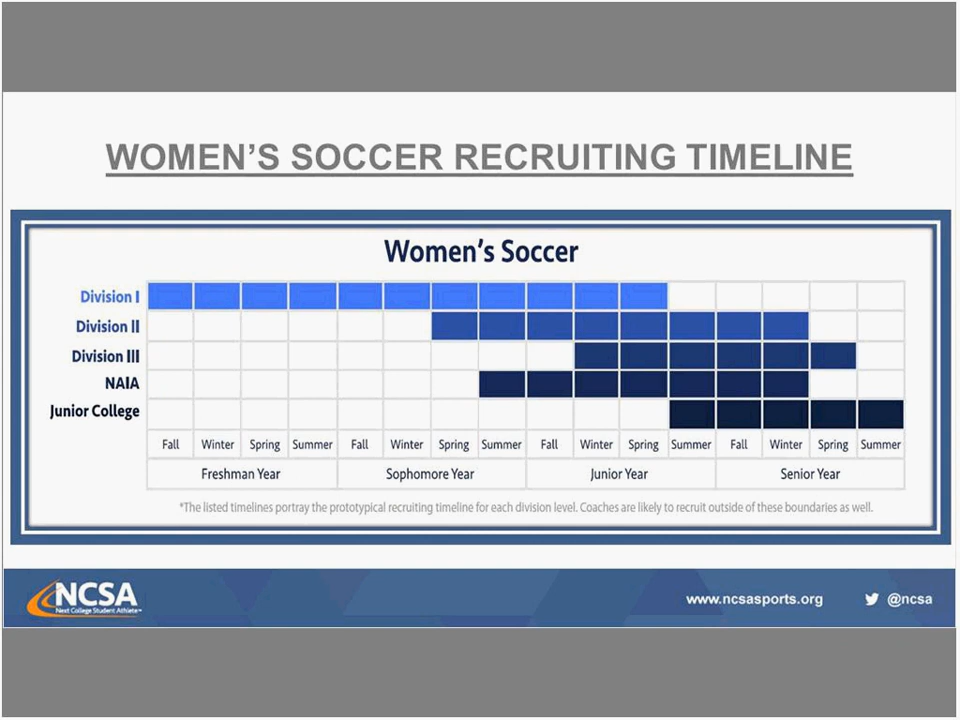 WOMEN'S SOCCER RECRUITING TIMELINE
Women's Soccer
Division I
Division II
Division III
NAIA
Junior College
Fall Winter Spring Summer Fall Winter Spring Summer Fall Winter Spring Summer Fall Winter Spring Summer
Freshman Year Sophomore Year Junior Year Senior Year
*The listed timelines portray the prototypical recruiting timeline for each division level. Coaches are likely to recruit outside of these boundaries as well.
NCSA
Next College Student Athlete™
www.ncsasports.org @ncsa